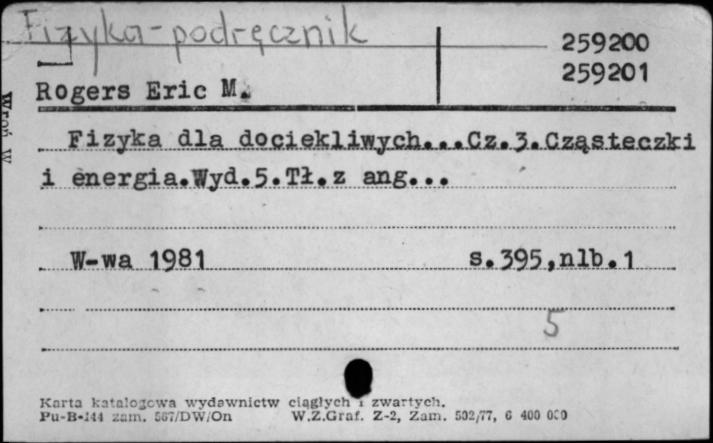 Fizyka-podręcznik
259200
259201
Rogers Eric M.
Fizyka dla dociekliwych...Cz.3.Cząsteczki
i energia.Wyd.5.Tł.z ang...
W-wa 1981 s.395,nlb.1
5
Karta katalogowa wydawnictw ciągłych i zwartych.
Pu-B-144 zam. 567/DW/On W.Z.Graf. Z-2, Zam. 502/77, 6 400 000